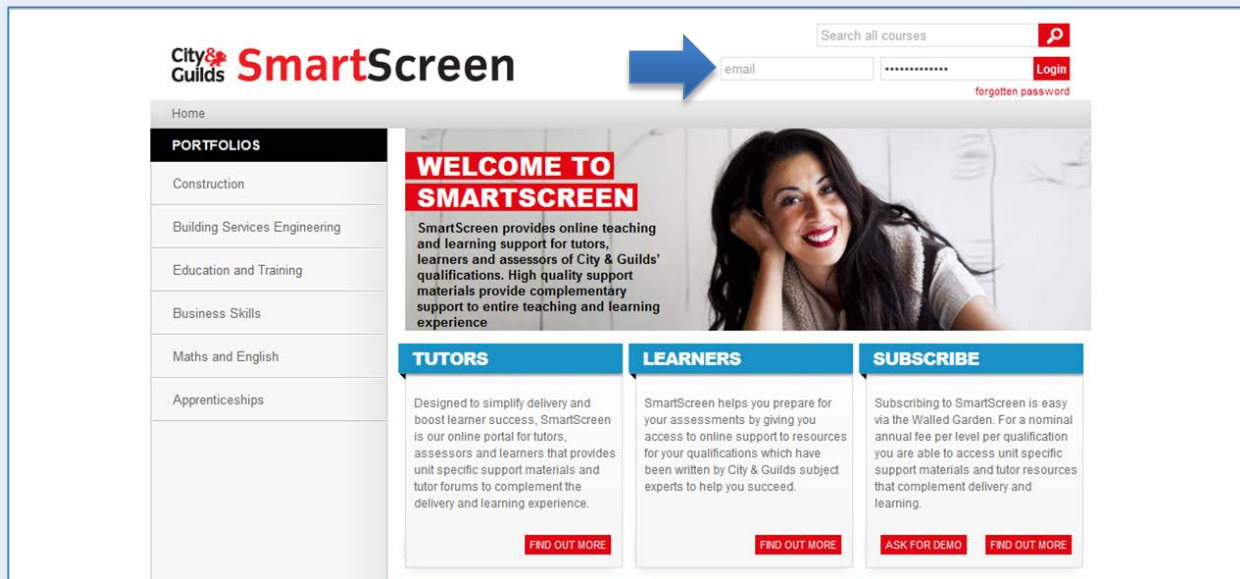 Search all courses
City&
Guilds SmartScreen
email ••••••••••••• Login
forgotten password
Home
PORTFOLIOS
Construction
Building Services Engineering
Education and Training
Business Skills
Maths and English
Apprenticeships
WELCOME TO
SMARTSCREEN
SmartScreen provides online teaching
and learning support for tutors,
learners and assessors of City & Guilds'
qualifications. High quality support
materials provide complementary
support to entire teaching and learning
experience
TUTORS
Designed to simplify delivery and
boost learner success, SmartScreen
is our online portal for tutors,
assessors and learners that provides
unit specific support materials and
tutor forums to complement the
delivery and learning experience.
FIND OUT MORE
LEARNERS
SmartScreen helps you prepare for
your assessments by giving you
access to online support to resources
for your qualifications which have
been written by City & Guilds subject
experts to help you succeed.
FIND OUT MORE
SUBSCRIBE
Subscribing to SmartScreen is easy
via the Walled Garden. For a nominal
annual fee per level per qualification
you are able to access unit specific
support materials and tutor resources
that complement delivery and
learning.
ASK FOR DEMO FIND OUT MORE